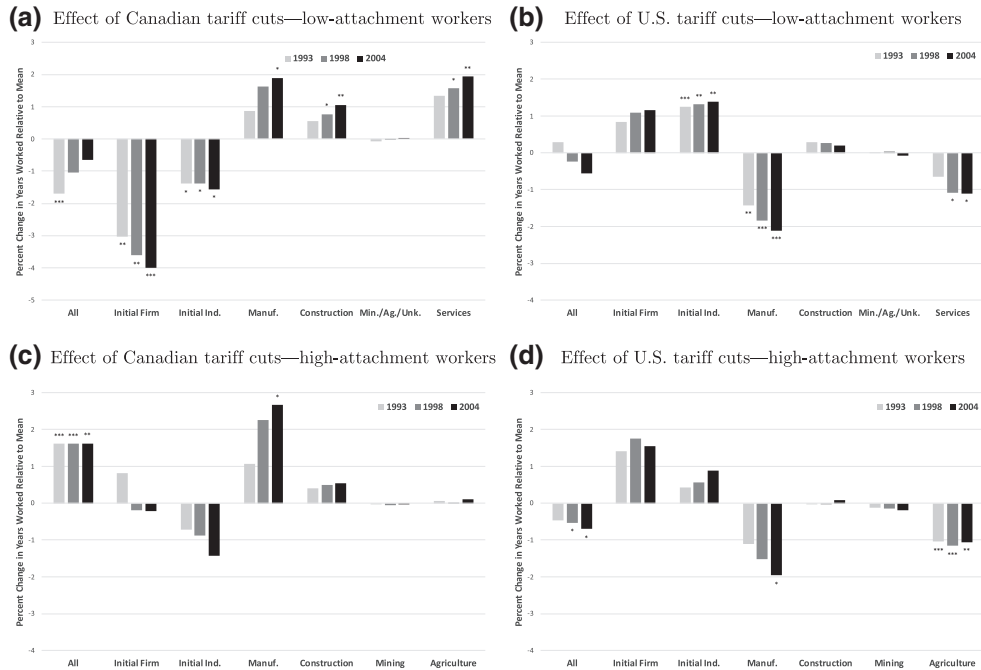 (a) Effect of Canadian tariff cuts—low-attachment workers
Percent Change in Years Worked Relative to Mean
3
2
1
0
-1
-2
-3
-4
-5
1993 1998 2004
*** ** ** *** * * * * * ** * **
All Initial Firm Initial Ind. Manuf. Construction Min./Ag./Unk. Services
(b) Effect of U.S. tariff cuts—low-attachment workers
Percent Change in Years Worked Relative to Mean
3
2
1
0
-1
-2
-3
-4
1993 1998 2004
*** ** ** ** *** *** * *
All Initial Firm Initial Ind. Manuf. Construction Min./Ag./Unk. Services
(c) Effect of Canadian tariff cuts—high-attachment workers
Percent Change in Years Worked Relative to Mean
3
2
1
0
-1
-2
-3
-4
1993 1998 2004
*** *** ** *
All Initial Firm Initial Ind. Manuf. Construction Mining Agriculture
(d) Effect of U.S. tariff cuts—high-attachment workers
Percent Change in Years Worked Relative to Mean
3
2
1
0
-1
-2
-3
-4
1993 1998 2004
* * * *** *** **
All Initial Firm Initial Ind. Manuf. Construction Mining Agriculture